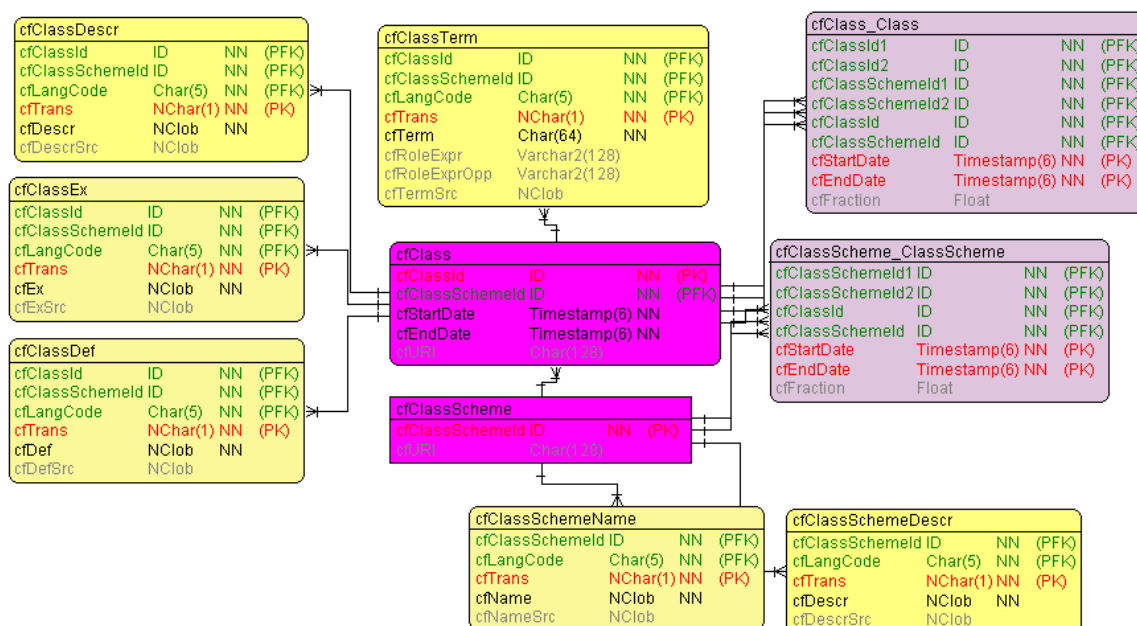 cfClassDescr
cfClassId ID NN (PFK)
cfClassSchemeId ID NN (PFK)
cfLangCode Char(5) NN (PFK)
cfTrans NChar(1) NN (PK)
cfDescr NClob NN
cfDescrSrc NClob
cfClassEx
cfClassId ID NN (PFK)
cfClassSchemeId ID NN (PFK)
cfLangCode Char(5) NN (PFK)
cfTrans NChar(1) NN (PK)
cfEx NClob NN
cfExSrc NClob
cfClassDef
cfClassId ID NN (PFK)
cfClassSchemeId ID NN (PFK)
cfLangCode Char(5) NN (PFK)
cfTrans NChar(1) NN (PK)
cfDef NClob NN
cfDefSrc NClob
cfClassTerm
cfClassId ID NN (PFK)
cfClassSchemeId ID NN (PFK)
cfLangCode Char(5) NN (PFK)
cfTrans NChar(1) NN (PK)
cfTerm Char(64) NN
cfRoleExpr Varchar2(128)
cfRoleExprOpp Varchar2(128)
cfTermSrc NClob
cfClass
cfClassId ID NN (PK)
cfClassSchemeId ID NN (PFK)
cfStartDate Timestamp(6) NN
cfEndDate Timestamp(6) NN
cfURI Char(128)
cfClassScheme
cfClassSchemeId ID NN (PK)
cfURI Char(128)
cfClassSchemeName
cfClassSchemeId ID NN (PFK)
cfLangCode Char(5) NN (PFK)
cfTrans NChar(1) NN (PK)
cfName NClob NN
cfNameSrc NClob
cfClass_Class
cfClassId1 ID NN (PFK)
cfClassId2 ID NN (PFK)
cfClassSchemeId1 ID NN (PFK)
cfClassSchemeId2 ID NN (PFK)
cfClassId ID NN (PFK)
cfClassSchemeId ID NN (PFK)
cfStartDate Timestamp(6) NN (PK)
cfEndDate Timestamp(6) NN (PK)
cfFraction Float
cfClassScheme_ClassScheme
cfClassSchemeId1 ID NN (PFK)
cfClassSchemeId2 ID NN (PFK)
cfClassId ID NN (PFK)
cfClassSchemeId ID NN (PFK)
cfStartDate Timestamp(6) NN (PK)
cfEndDate Timestamp(6) NN (PK)
cfFraction Float
cfClassSchemeDescr
cfClassSchemeId ID NN (PFK)
cfLangCode Char(5) NN (PFK)
cfTrans NChar(1) NN (PK)
cfDescr NClob NN
cfDescrSrc NClob